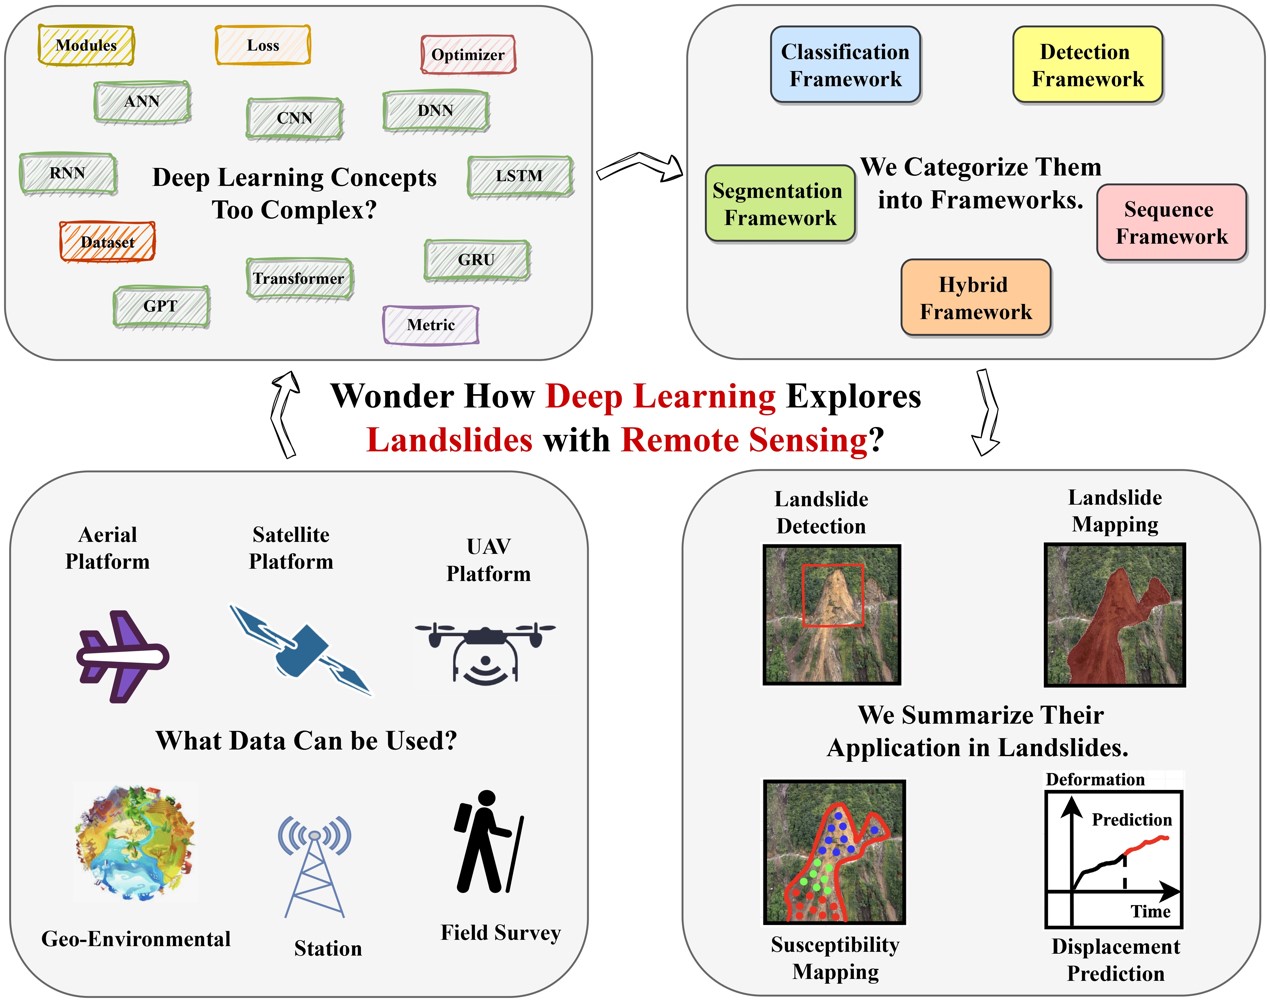 Modules
Loss
Optimizer
ANN
CNN
DNN
RNN
LSTM
Deep Learning Concepts
Too Complex?
Dataset
GRU
Transformer
GPT
Metric
Classification
Framework
Detection
Framework
We Categorize Them
into Frameworks.
Segmentation
Framework
Sequence
Framework
Hybrid
Framework
Wonder How Deep Learning Explores
Landslides with Remote Sensing?
Aerial
Platform
Satellite
Platform
UAV
Platform
What Data Can be Used?
Geo-Environmental
Station
Field Survey
Landslide
Detection
Landslide
Mapping
We Summarize Their
Application in Landslides.
Susceptibility
Mapping
Deformation
Prediction
Time
Displacement
Prediction